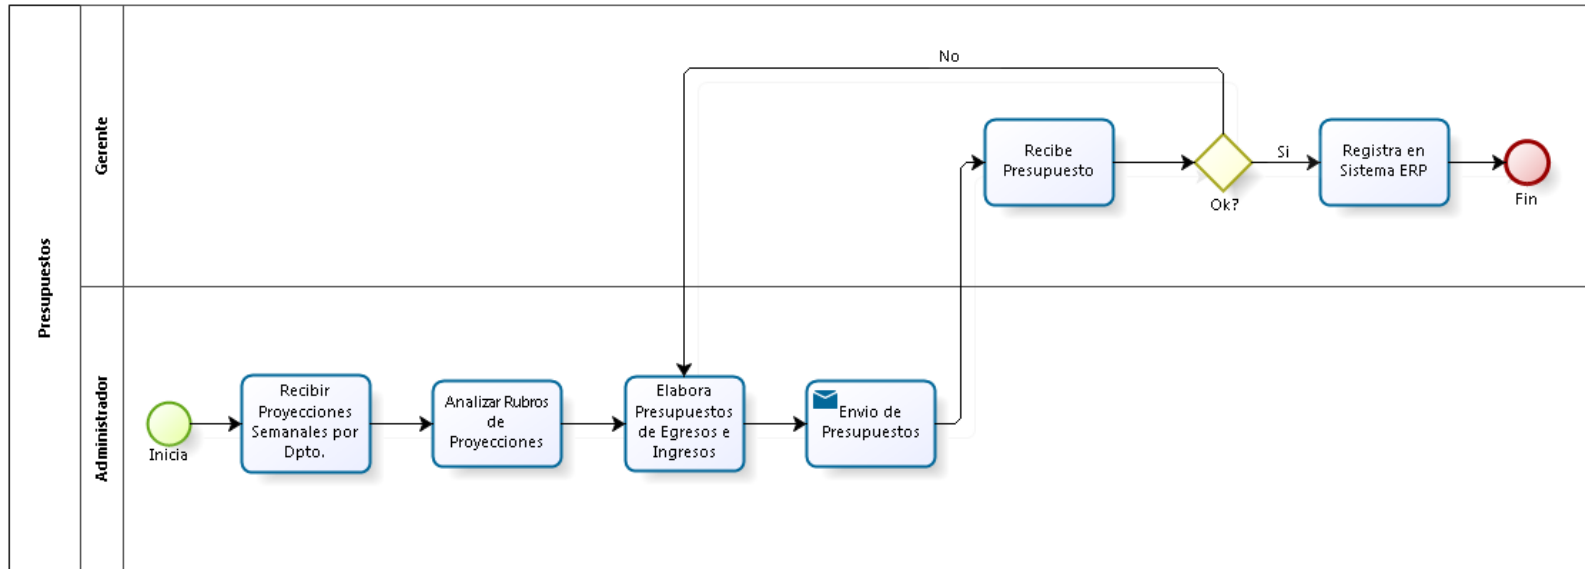 Presupuestos
Gerente
No
Recibe
Presupuesto
Ok?
Si
Registra en
Sistema ERP
Fin
Administrador
Inicia
Recibir
Proyecciones
Semanales por
Dpto.
Analizar Rubros
de
Proyecciones
Elabora
Presupuestos
de Egresos e
Ingresos
Envio de
Presupuestos